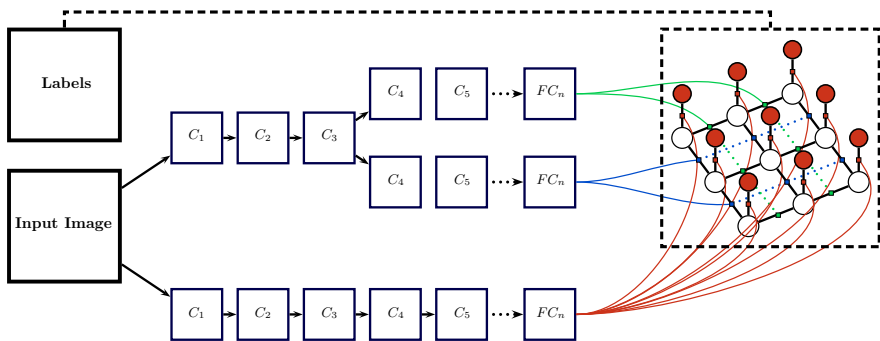 Labels
C₄ C₅ FCₙ
C₁ C₂ C₃
C₄ C₅ FCₙ
Input Image
C₁ C₂ C₃ C₄ C₅ FCₙ